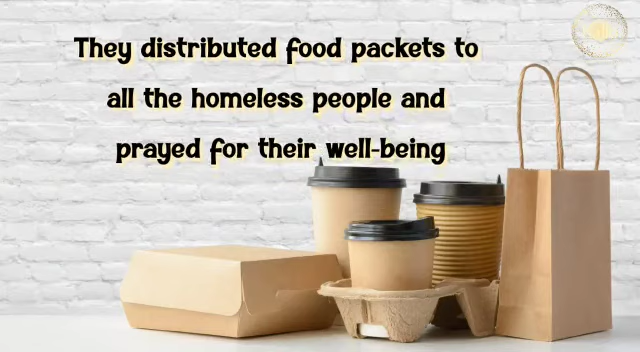 They distributed food packets to
all the homeless people and
prayed for their well-being